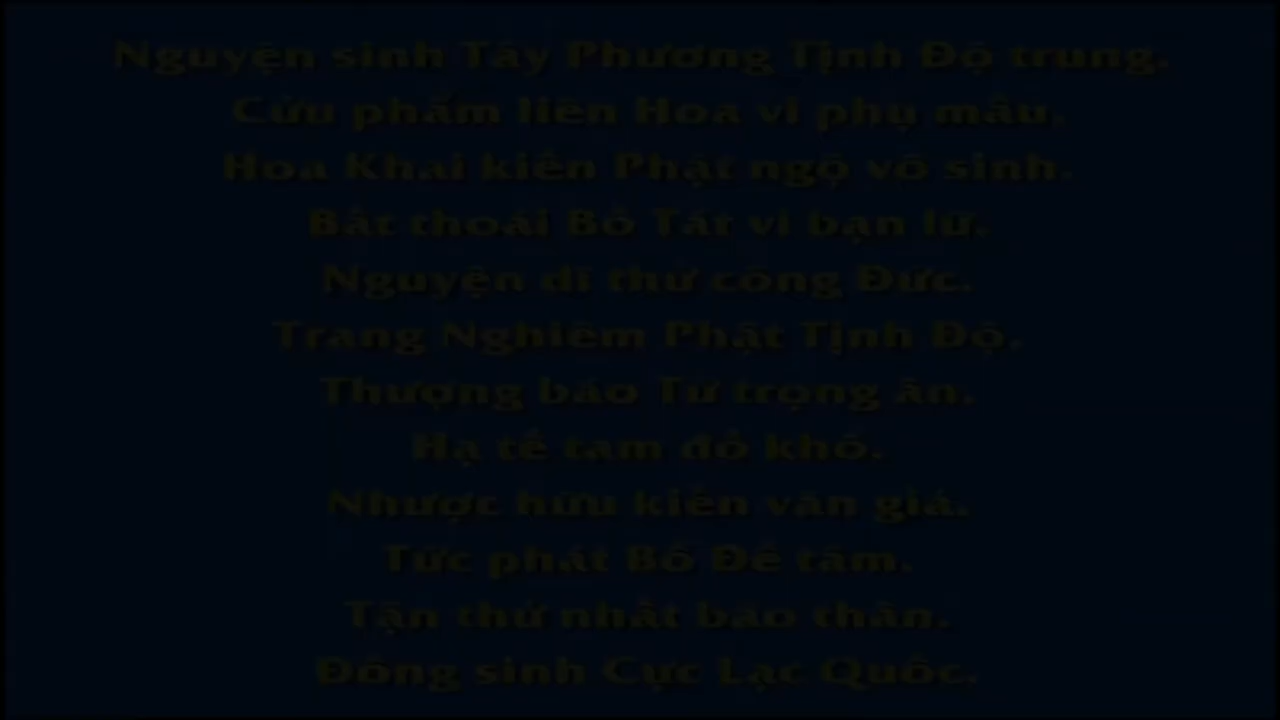 Nguyện sinh Tây Phương Tịnh Độ trung.
Cửu phẩm liên Hoa vi phụ mẫu.
Hoa Khai kiến Phật ngộ vô sinh.
Bất thoái Bồ Tát vi bạn lữ.
Nguyện dĩ thử công Đức.
Trang Nghiêm Phật Tịnh Độ.
Thượng báo Tứ trọng ân.
Hạ tế tam đồ khổ.
Nhược hữu kiến văn giả.
Tức phát Bồ Đề tâm.
Tận thử nhất báo thân.
Đồng sinh Cực Lạc Quốc.